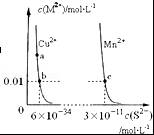 c(M²⁺)
/mol·L⁻¹
Cu²⁺
Mn²⁺
a
0.01
b
e
0
6×10⁻³⁴
3×10⁻¹¹
c(S²⁻)
/mol·L⁻¹